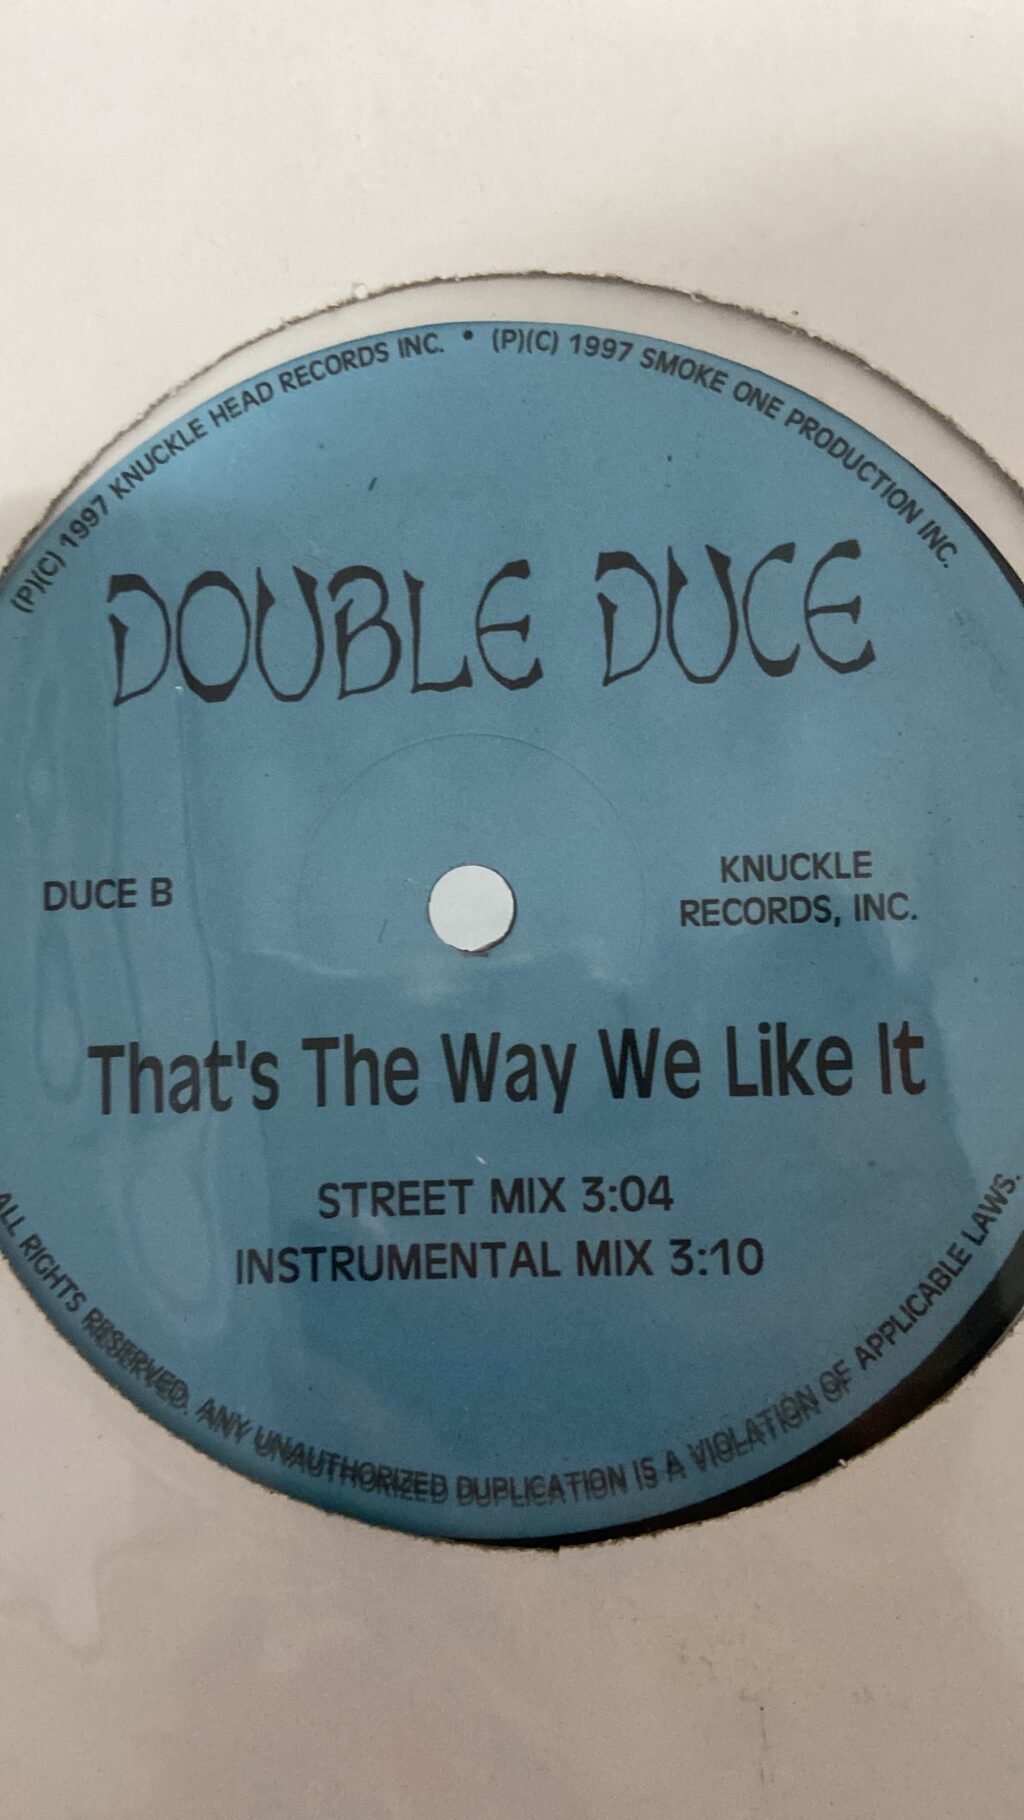 (P)(C) 1997 KNUCKLE HEAD RECORDS INC. • (P)(C) 1997 SMOKE ONE PRODUCTION INC.
DOUBLE DUCE
DUCE B
KNUCKLE
RECORDS, INC.
That's The Way We Like It
STREET MIX 3:04
INSTRUMENTAL MIX 3:10
ALL RIGHTS RESERVED. ANY UNAUTHORIZED DUPLICATION IS A VIOLATION OF APPLICABLE LAWS.